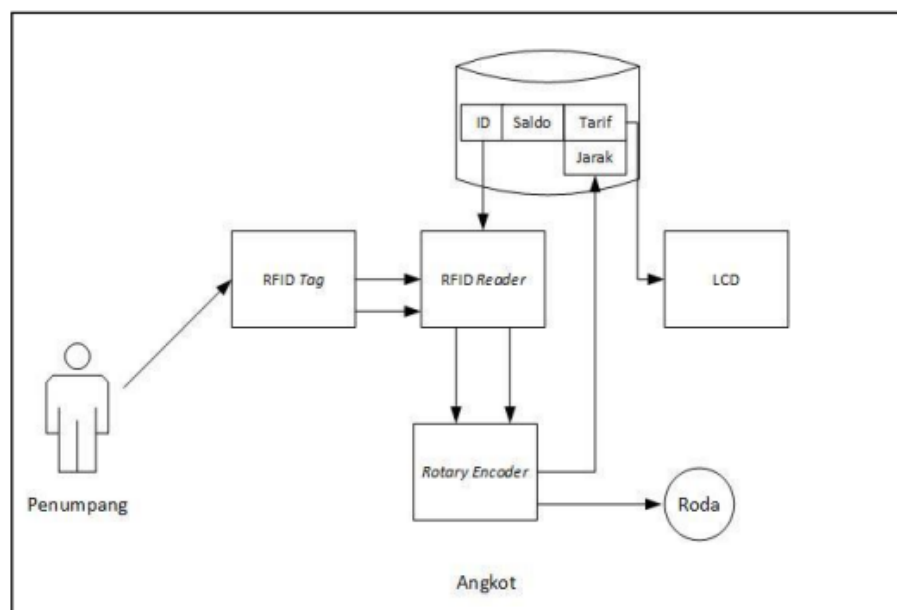 ID
Saldo
Tarif
Jarak
RFID Tag
RFID Reader
LCD
Rotary Encoder
Penumpang
Roda
Angkot